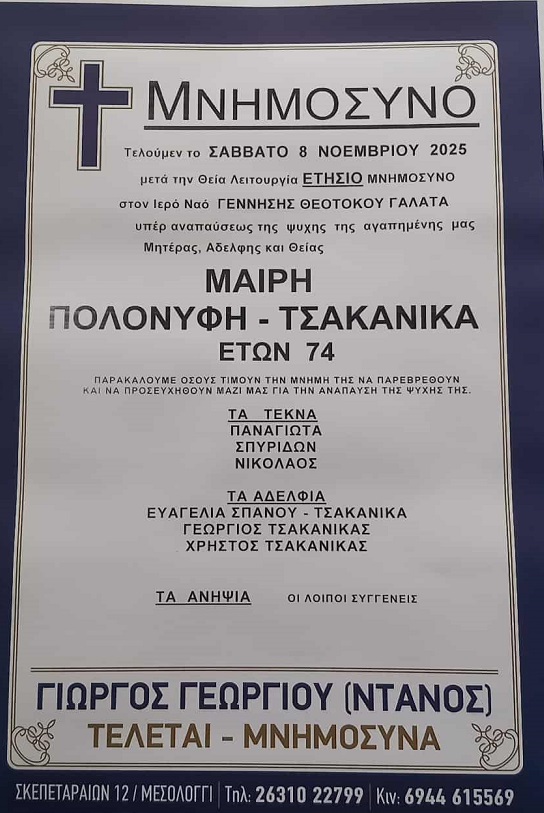 ΜΝΗΜΟΣΥΝΟ
Τελούμεν το ΣΑΒΒΑΤΟ 8 ΝΟΕΜΒΡΙΟΥ 2025
μετά την Θεία Λειτουργία ΕΤΗΣΙΟ ΜΝΗΜΟΣΥΝΟ
στον Ιερό Ναό ΓΕΝΝΗΣΗΣ ΘΕΟΤΟΚΟΥ ΓΑΛΑΤΑ
υπέρ αναπαύσεως της ψυχής της αγαπημένης μας
Μητέρας, Αδελφης και Θείας
ΜΑΙΡΗ
ΠΟΛΟΝΥΦΗ - ΤΣΑΚΑΝΙΚΑ
ΕΤΩΝ 74
ΠΑΡΑΚΑΛΟΥΜΕ ΟΣΟΥΣ ΤΙΜΟΥΝ ΤΗΝ ΜΝΗΜΗ ΤΗΣ ΝΑ ΠΑΡΕΒΡΕΘΟΥΝ
ΚΑΙ ΝΑ ΠΡΟΣΕΥΧΗΘΟΥΝ ΜΑΖΙ ΜΑΣ ΓΙΑ ΤΗΝ ΑΝΑΠΑΥΣΗ ΤΗΣ ΨΥΧΗΣ ΤΗΣ.
ΤΑ ΤΕΚΝΑ
ΠΑΝΑΓΙΩΤΑ
ΣΠΥΡΙΔΩΝ
ΝΙΚΟΛΑΟΣ
ΤΑ ΑΔΕΛΦΙΑ
ΕΥΑΓΕΛΙΑ ΣΠΑΝΟΥ - ΤΣΑΚΑΝΙΚΑ
ΓΕΩΡΓΙΟΣ ΤΣΑΚΑΝΙΚΑΣ
ΧΡΗΣΤΟΣ ΤΣΑΚΑΝΙΚΑΣ
ΤΑ ΑΝΗΨΙΑ ΟΙ ΛΟΙΠΟΙ ΣΥΓΓΕΝΕΙΣ
ΓΙΩΡΓΟΣ ΓΕΩΡΓΙΟΥ (ΝΤΑΝΟΣ)
ΤΕΛΕΤΑΙ - ΜΝΗΜΟΣΥΝΑ
ΣΚΕΠΕΤΑΡΑΙΩΝ 12 / ΜΕΣΟΛΟΓΓΙ | Τηλ: 26310 22799 | Κιν: 6944 615569